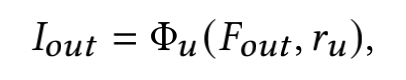 I_{out} = Φ_u(F_{out}, r_u),